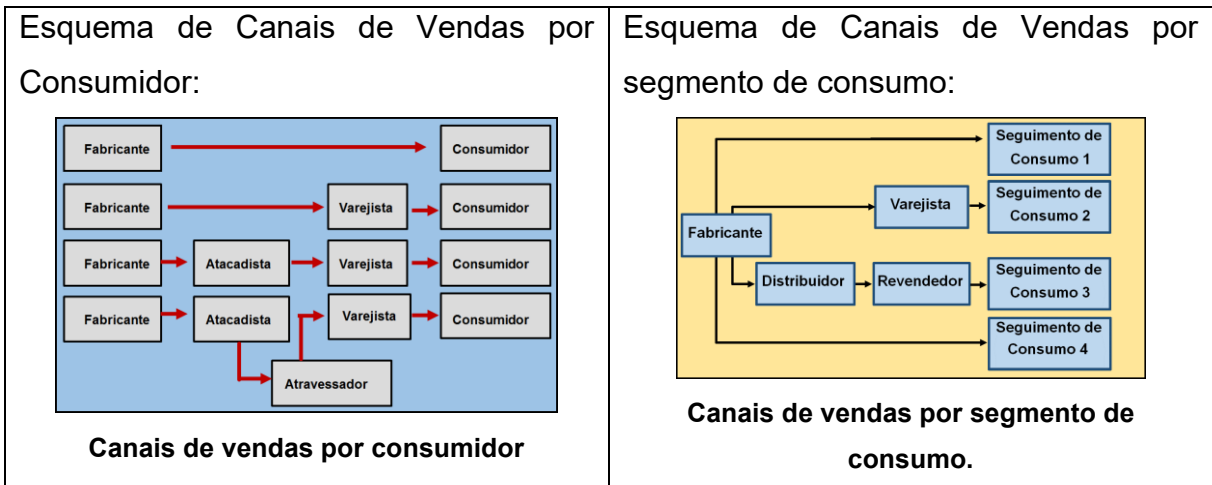 Esquema de Canais de Vendas por
Consumidor:
Fabricante
Consumidor
Fabricante
Varejista
Consumidor
Fabricante
Atacadista
Varejista
Consumidor
Fabricante
Atacadista
Varejista
Consumidor
Atravessador
Canais de vendas por consumidor
Esquema de Canais de Vendas por
segmento de consumo:
Seguimento de
Consumo 1
Varejista
Seguimento de
Consumo 2
Fabricante
Distribuidor
Revendedor
Seguimento de
Consumo 3
Seguimento de
Consumo 4
Canais de vendas por segmento de
consumo.